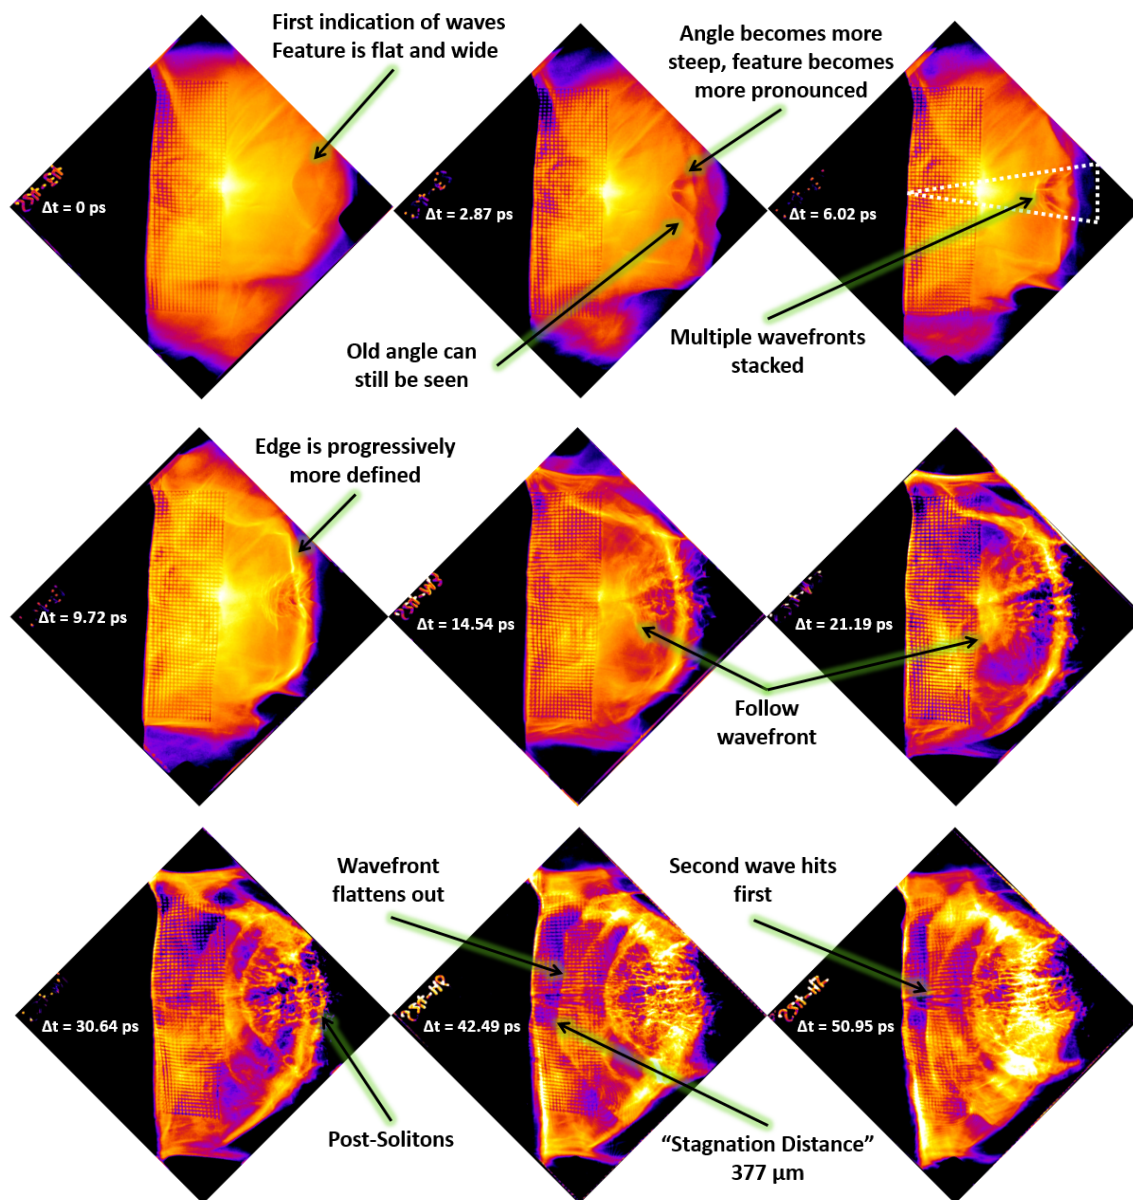 First indication of waves
Feature is flat and wide
Angle becomes more
steep, feature becomes
more pronounced
Δt = 0 ps
Δt = 2.87 ps
Δt = 6.02 ps
Old angle can
still be seen
Multiple wavefronts
stacked
Edge is progressively
more defined
Δt = 9.72 ps
Δt = 14.54 ps
Δt = 21.19 ps
Follow
wavefront
Wavefront
flattens out
Second wave hits
first
Δt = 30.64 ps
Δt = 42.49 ps
Δt = 50.95 ps
Post-Solitons
“Stagnation Distance”
377 μm